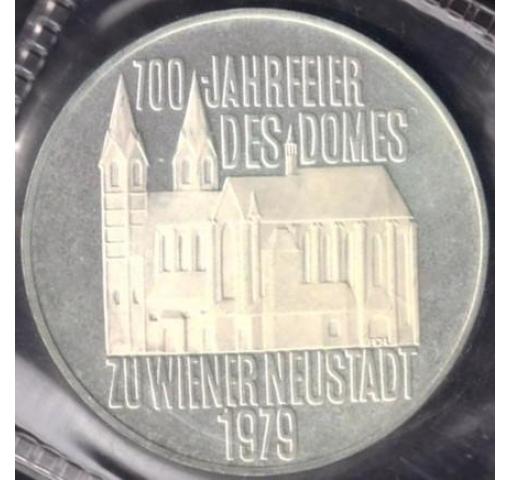 700-JAHRFEIER
DES DOMES
ZU WIENER NEUSTADT
1979